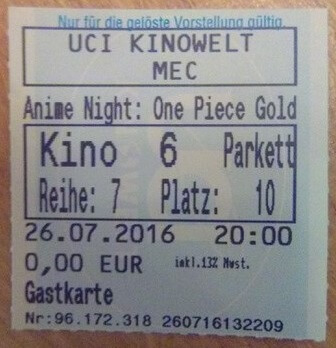 Nur für die gelöste Vorstellung gültig.
UCI KINOWELT
MEC
Anime Night: One Piece Gold
Kino 6 Parkett
Reihe: 7 Platz: 10
26.07.2016 20:00
0,00 EUR inkl.13% Mwst.
Gastkarte
Nr:96.172.318 260716132209